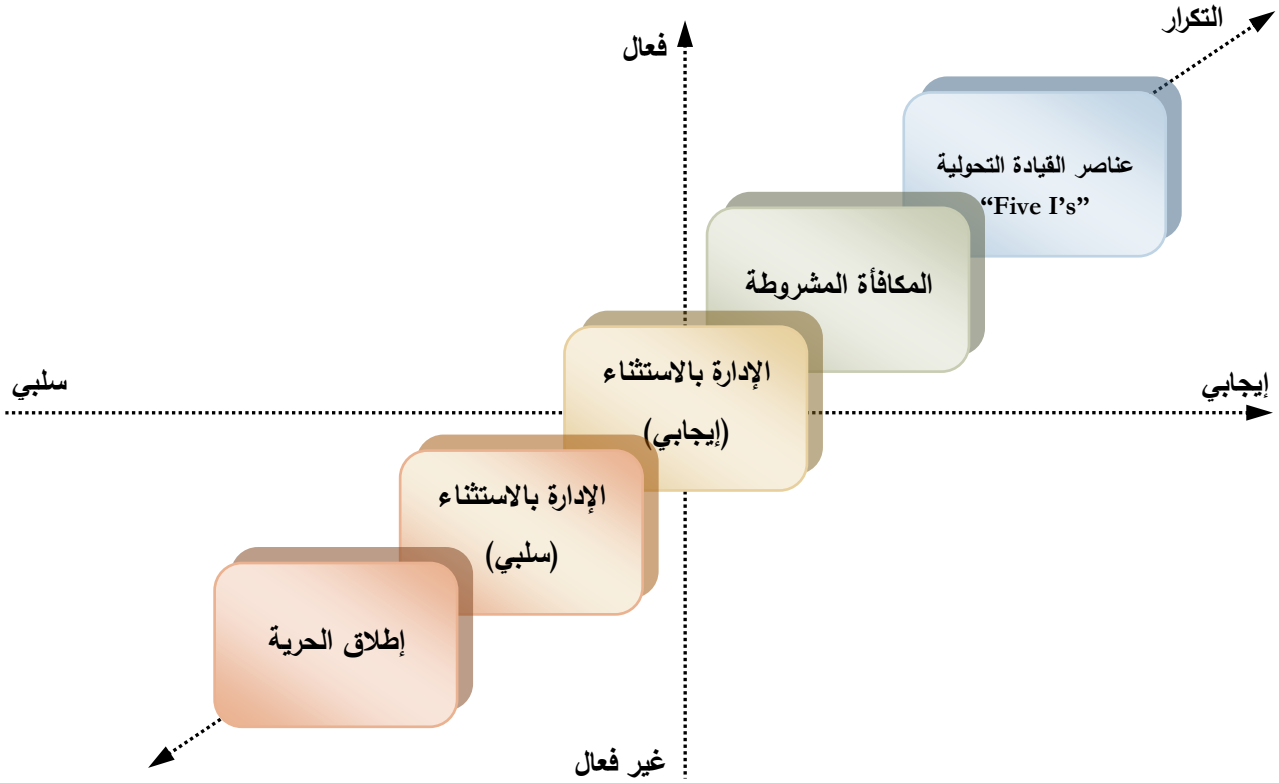 التكرار
فعال
عناصر القيادة التحولية
“Five I’s”
المكافأة المشروطة
الإدارة بالاستثناء
(إيجابي)
سلبي
إيجابي
الإدارة بالاستثناء
(سلبي)
إطلاق الحرية
غير فعال